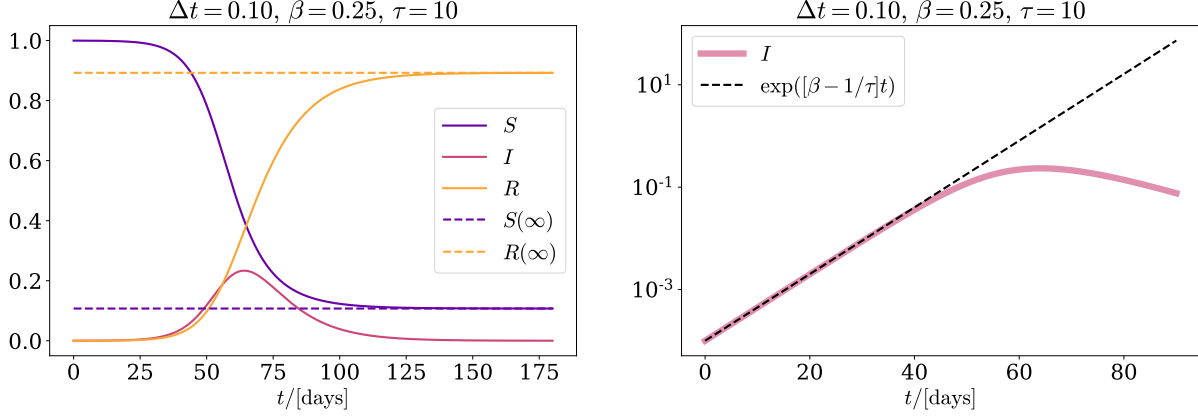 Δt = 0.10, β = 0.25, τ = 10
1.0
0.8
0.6
0.4
0.2
0.0
S
I
R
S(∞)
R(∞)
0 25 50 75 100 125 150 175
t/[days]
Δt = 0.10, β = 0.25, τ = 10
I
exp([β − 1/τ]t)
10^1
10^-1
10^-3
0 20 40 60 80
t/[days]